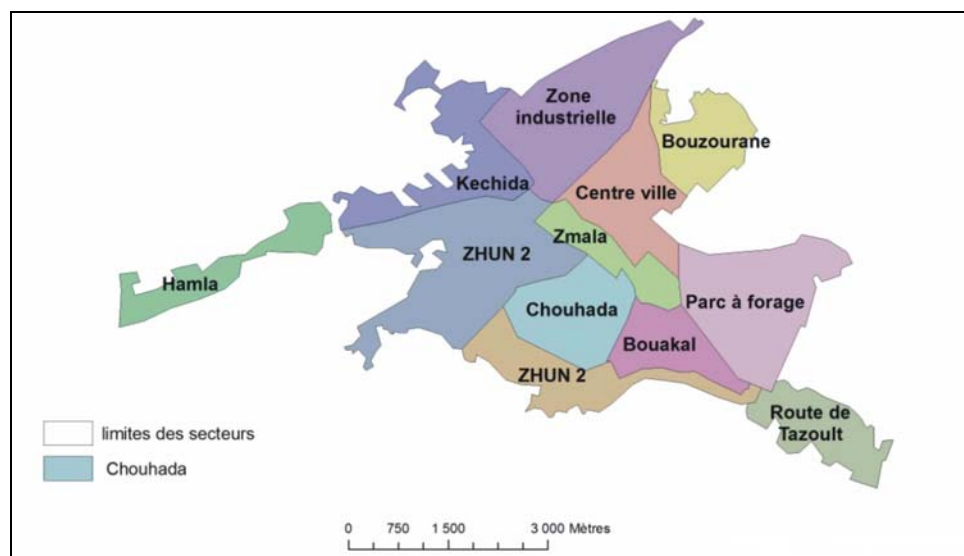 Zone
industrielle
Bouzourane
Kechida
Centre ville
Zmala
ZHUN 2
Hamla
Chouhada
Parc à forage
Bouakal
ZHUN 2
Route de
Tazoult
limites des secteurs
Chouhada
0 750 1 500 3 000 Mètres